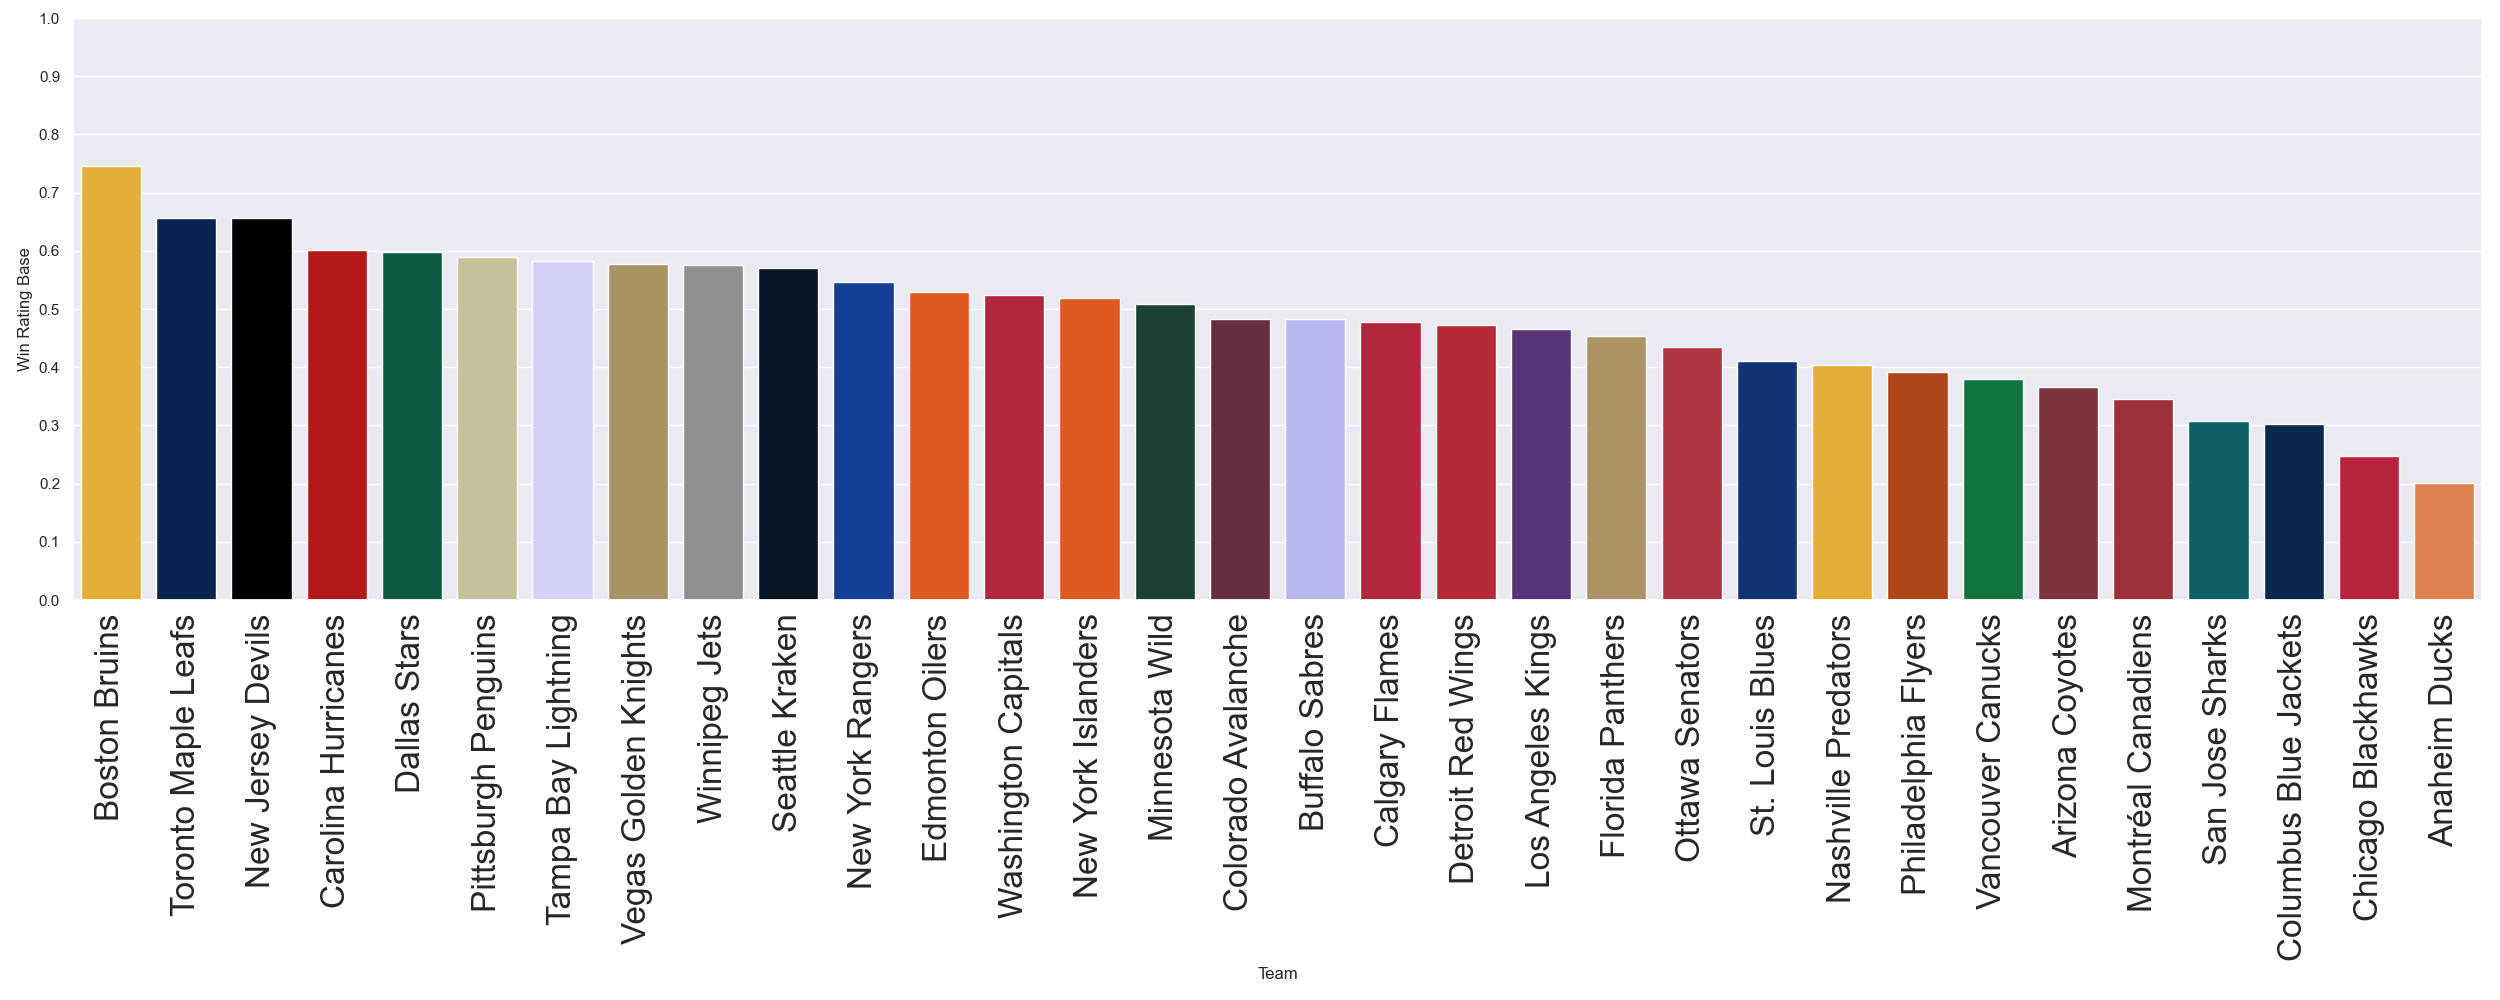 1.0
0.9
0.8
0.7
0.6
0.5
0.4
0.3
0.2
0.1
0.0
Win Rating Base
Boston Bruins
Toronto Maple Leafs
New Jersey Devils
Carolina Hurricanes
Dallas Stars
Pittsburgh Penguins
Tampa Bay Lightning
Vegas Golden Knights
Winnipeg Jets
Seattle Kraken
New York Rangers
Edmonton Oilers
Washington Capitals
New York Islanders
Minnesota Wild
Colorado Avalanche
Buffalo Sabres
Calgary Flames
Detroit Red Wings
Los Angeles Kings
Florida Panthers
Ottawa Senators
St. Louis Blues
Nashville Predators
Philadelphia Flyers
Vancouver Canucks
Arizona Coyotes
Montréal Canadiens
San Jose Sharks
Columbus Blue Jackets
Chicago Blackhawks
Anaheim Ducks
Team